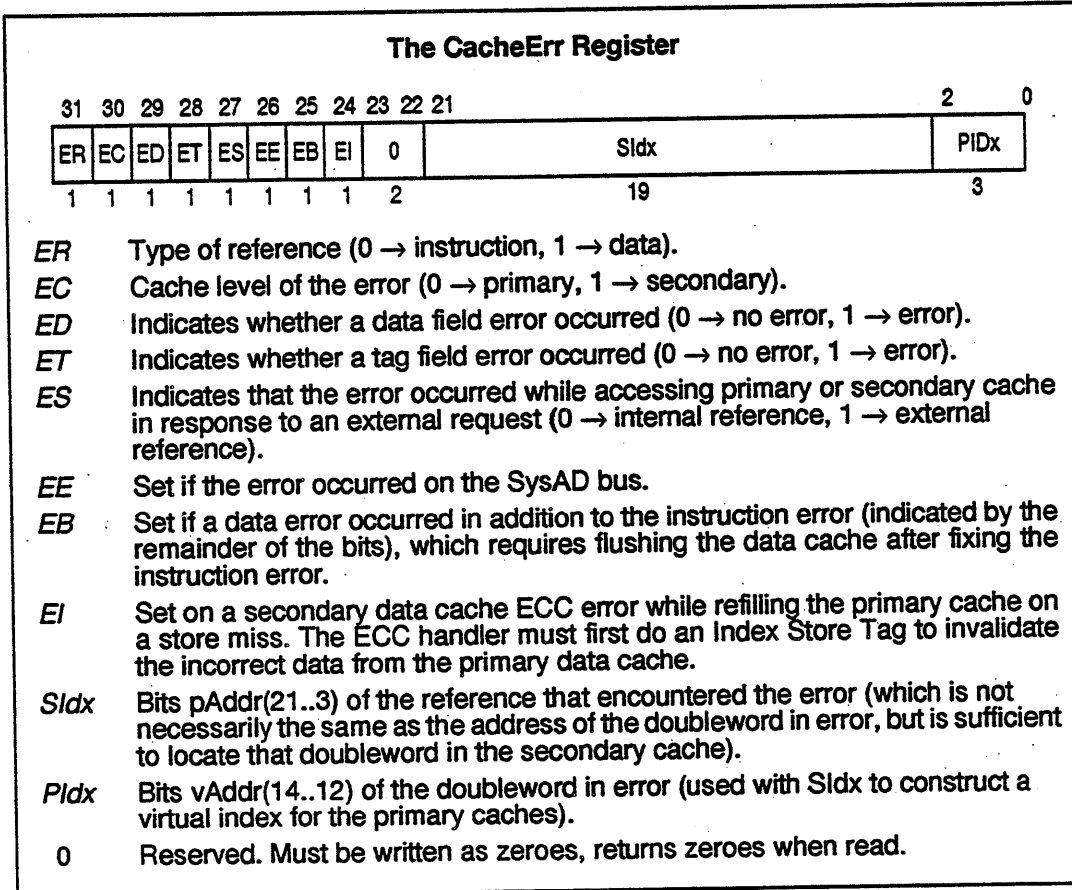 The CacheErr Register
31 30 29 28 27 26 25 24 23 22 21 2 0
ER EC ED ET ES EE EB EI 0 SIdx PIDx
1 1 1 1 1 1 1 1 2 19 3
ER Type of reference (0 → instruction, 1 → data).
EC Cache level of the error (0 → primary, 1 → secondary).
ED Indicates whether a data field error occurred (0 → no error, 1 → error).
ET Indicates whether a tag field error occurred (0 → no error, 1 → error).
ES Indicates that the error occurred while accessing primary or secondary cache
in response to an external request (0 → internal reference, 1 → external
reference).
EE Set if the error occurred on the SysAD bus.
EB Set if a data error occurred in addition to the instruction error (indicated by the
remainder of the bits), which requires flushing the data cache after fixing the
instruction error.
EI Set on a secondary data cache ECC error while refilling the primary cache on
a store miss. The ECC handler must first do an Index Store Tag to invalidate
the incorrect data from the primary data cache.
SIdx Bits pAddr(21..3) of the reference that encountered the error (which is not
necessarily the same as the address of the doubleword in error, but is sufficient
to locate that doubleword in the secondary cache).
PIdx Bits vAddr(14..12) of the doubleword in error (used with SIdx to construct a
virtual index for the primary caches).
0 Reserved. Must be written as zeroes, returns zeroes when read.